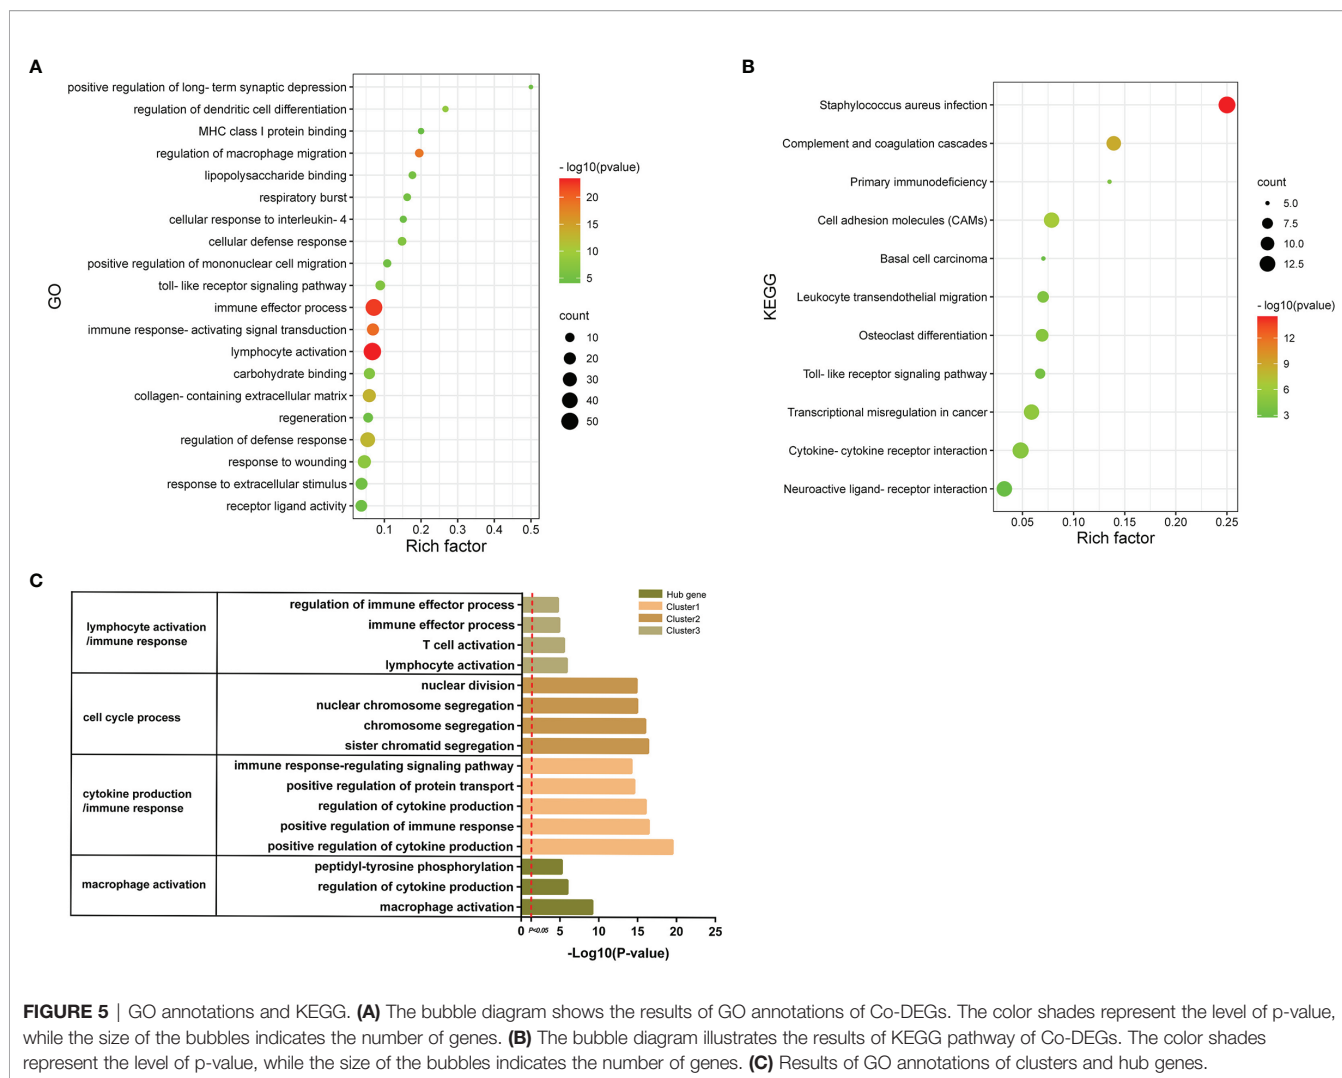 A
positive regulation of long- term synaptic depression
regulation of dendritic cell differentiation
MHC class I protein binding
regulation of macrophage migration
lipopolysaccharide binding
respiratory burst
cellular response to interleukin- 4
cellular defense response
positive regulation of mononuclear cell migration
toll- like receptor signaling pathway
immune effector process
immune response- activating signal transduction
lymphocyte activation
carbohydrate binding
collagen- containing extracellular matrix
regeneration
regulation of defense response
response to wounding
response to extracellular stimulus
receptor ligand activity
GO
0.1 0.2 0.3 0.4 0.5
Rich factor
- log10(pvalue)
20
15
10
5
count
10
20
30
40
50
B
Staphylococcus aureus infection
Complement and coagulation cascades
Primary immunodeficiency
Cell adhesion molecules (CAMs)
Basal cell carcinoma
Leukocyte transendothelial migration
Osteoclast differentiation
Toll- like receptor signaling pathway
Transcriptional misregulation in cancer
Cytokine- cytokine receptor interaction
Neuroactive ligand- receptor interaction
KEGG
0.05 0.10 0.15 0.20 0.25
Rich factor
count
5.0
7.5
10.0
12.5
- log10(pvalue)
12
9
6
3
C
lymphocyte activation
/immune response
regulation of immune effector process
immune effector process
T cell activation
lymphocyte activation
cell cycle process
nuclear division
nuclear chromosome segregation
chromosome segregation
sister chromatid segregation
cytokine production
/immune response
immune response-regulating signaling pathway
positive regulation of protein transport
regulation of cytokine production
positive regulation of immune response
positive regulation of cytokine production
macrophage activation
peptidyl-tyrosine phosphorylation
regulation of cytokine production
macrophage activation
0 P<0.05 5 10 15 20 25
-Log10(P-value)
Hub gene
Cluster1
Cluster2
Cluster3
FIGURE 5 | GO annotations and KEGG. (A) The bubble diagram shows the results of GO annotations of Co-DEGs. The color shades represent the level of p-value,
while the size of the bubbles indicates the number of genes. (B) The bubble diagram illustrates the results of KEGG pathway of Co-DEGs. The color shades
represent the level of p-value, while the size of the bubbles indicates the number of genes. (C) Results of GO annotations of clusters and hub genes.